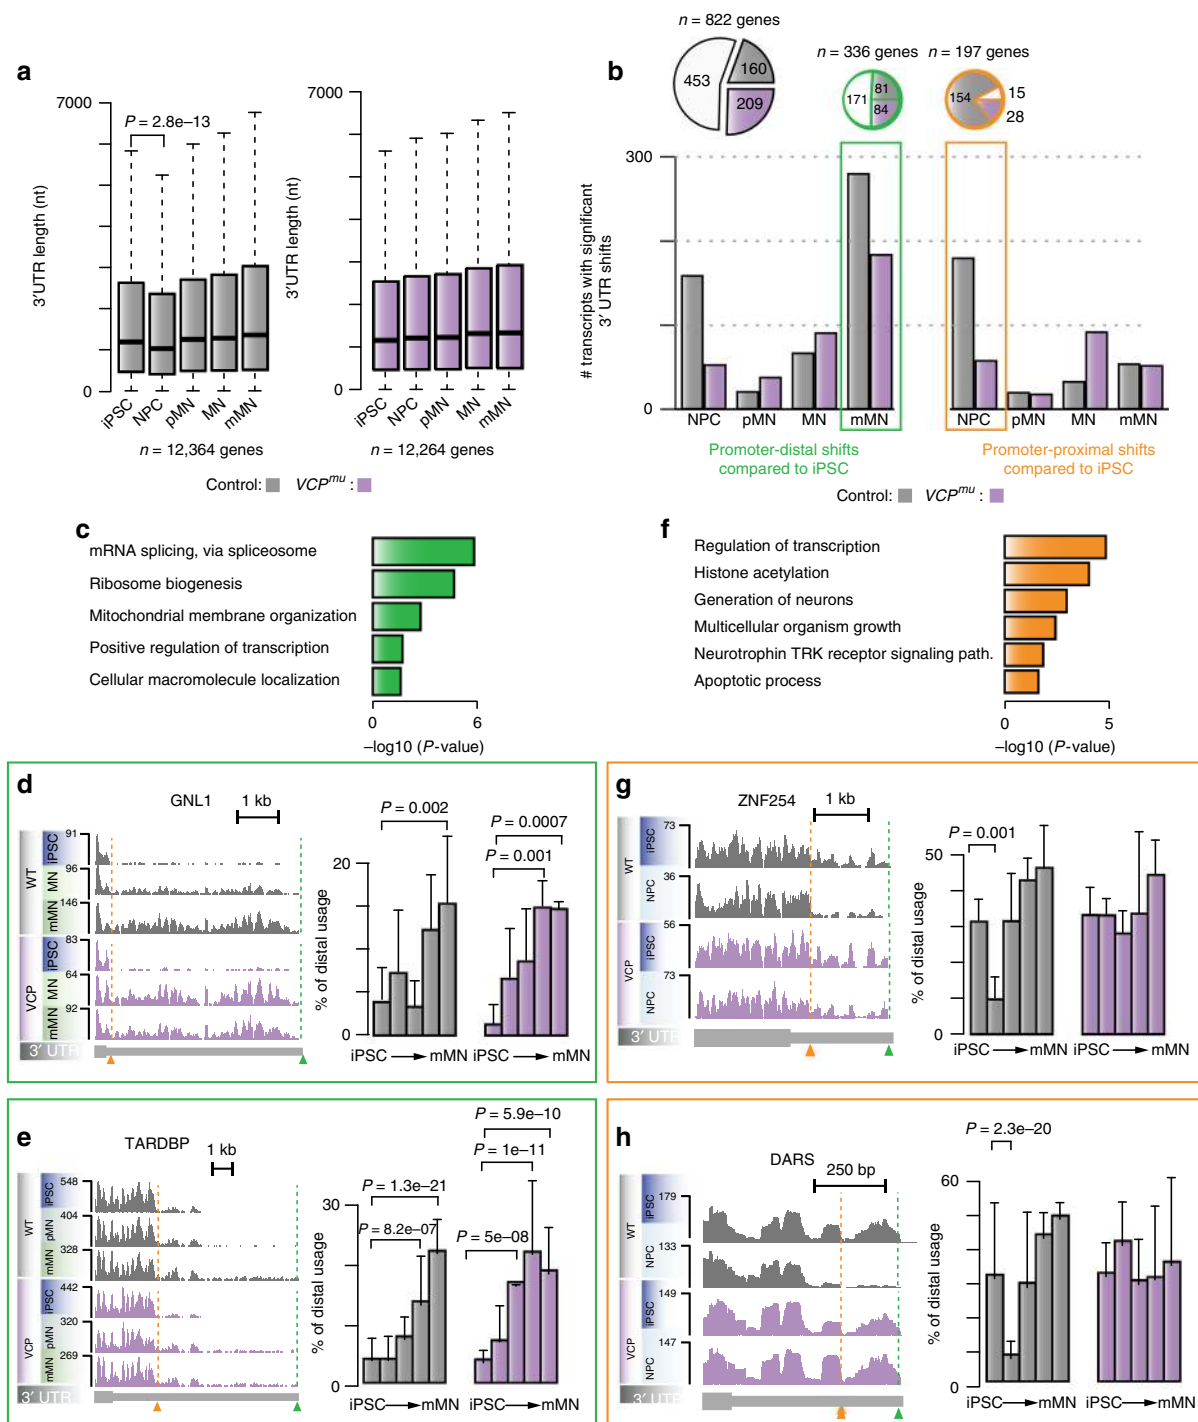 a
7000
P = 2.8e–13
3′UTR length (nt)
0
iPSC
NPC
pMN
MN
mMN
n = 12,364 genes
7000
3′UTR length (nt)
0
iPSC
NPC
pMN
MN
mMN
n = 12,264 genes
Control:
VCPmu :
b
n = 822 genes
453
160
209
n = 336 genes
171
81
84
n = 197 genes
154
15
28
300
0
# transcripts with significant
3′ UTR shifts
NPC
pMN
MN
mMN
NPC
pMN
MN
mMN
Promoter-distal shifts
compared to iPSC
Promoter-proximal shifts
compared to iPSC
Control:
VCPmu :
c
mRNA splicing, via spliceosome
Ribosome biogenesis
Mitochondrial membrane organization
Positive regulation of transcription
Cellular macromolecule localization
0
6
–log10 (P-value)
f
Regulation of transcription
Histone acetylation
Generation of neurons
Multicellular organism growth
Neurotrophin TRK receptor signaling path.
Apoptotic process
0
5
–log10 (P-value)
d
GNL1
1 kb
WT
VCP
iPSC
MN
mMN
iPSC
MN
mMN
91
96
146
83
64
92
3′ UTR
% of distal usage
20
0
P = 0.002
P = 0.0007
P = 0.001
iPSC
mMN
iPSC
mMN
g
ZNF254
1 kb
WT
VCP
iPSC
NPC
iPSC
NPC
73
36
56
73
3′ UTR
% of distal usage
50
0
P = 0.001
iPSC
mMN
iPSC
mMN
e
TARDBP
1 kb
WT
VCP
iPSC
pMN
mMN
iPSC
pMN
mMN
548
404
328
442
320
269
3′ UTR
% of distal usage
30
0
P = 1.3e–21
P = 8.2e–07
P = 5.9e–10
P = 1e–11
P = 5e–08
iPSC
mMN
iPSC
mMN
h
DARS
250 bp
WT
VCP
iPSC
NPC
iPSC
NPC
179
133
149
147
3′ UTR
% of distal usage
60
0
P = 2.3e–20
iPSC
mMN
iPSC
mMN